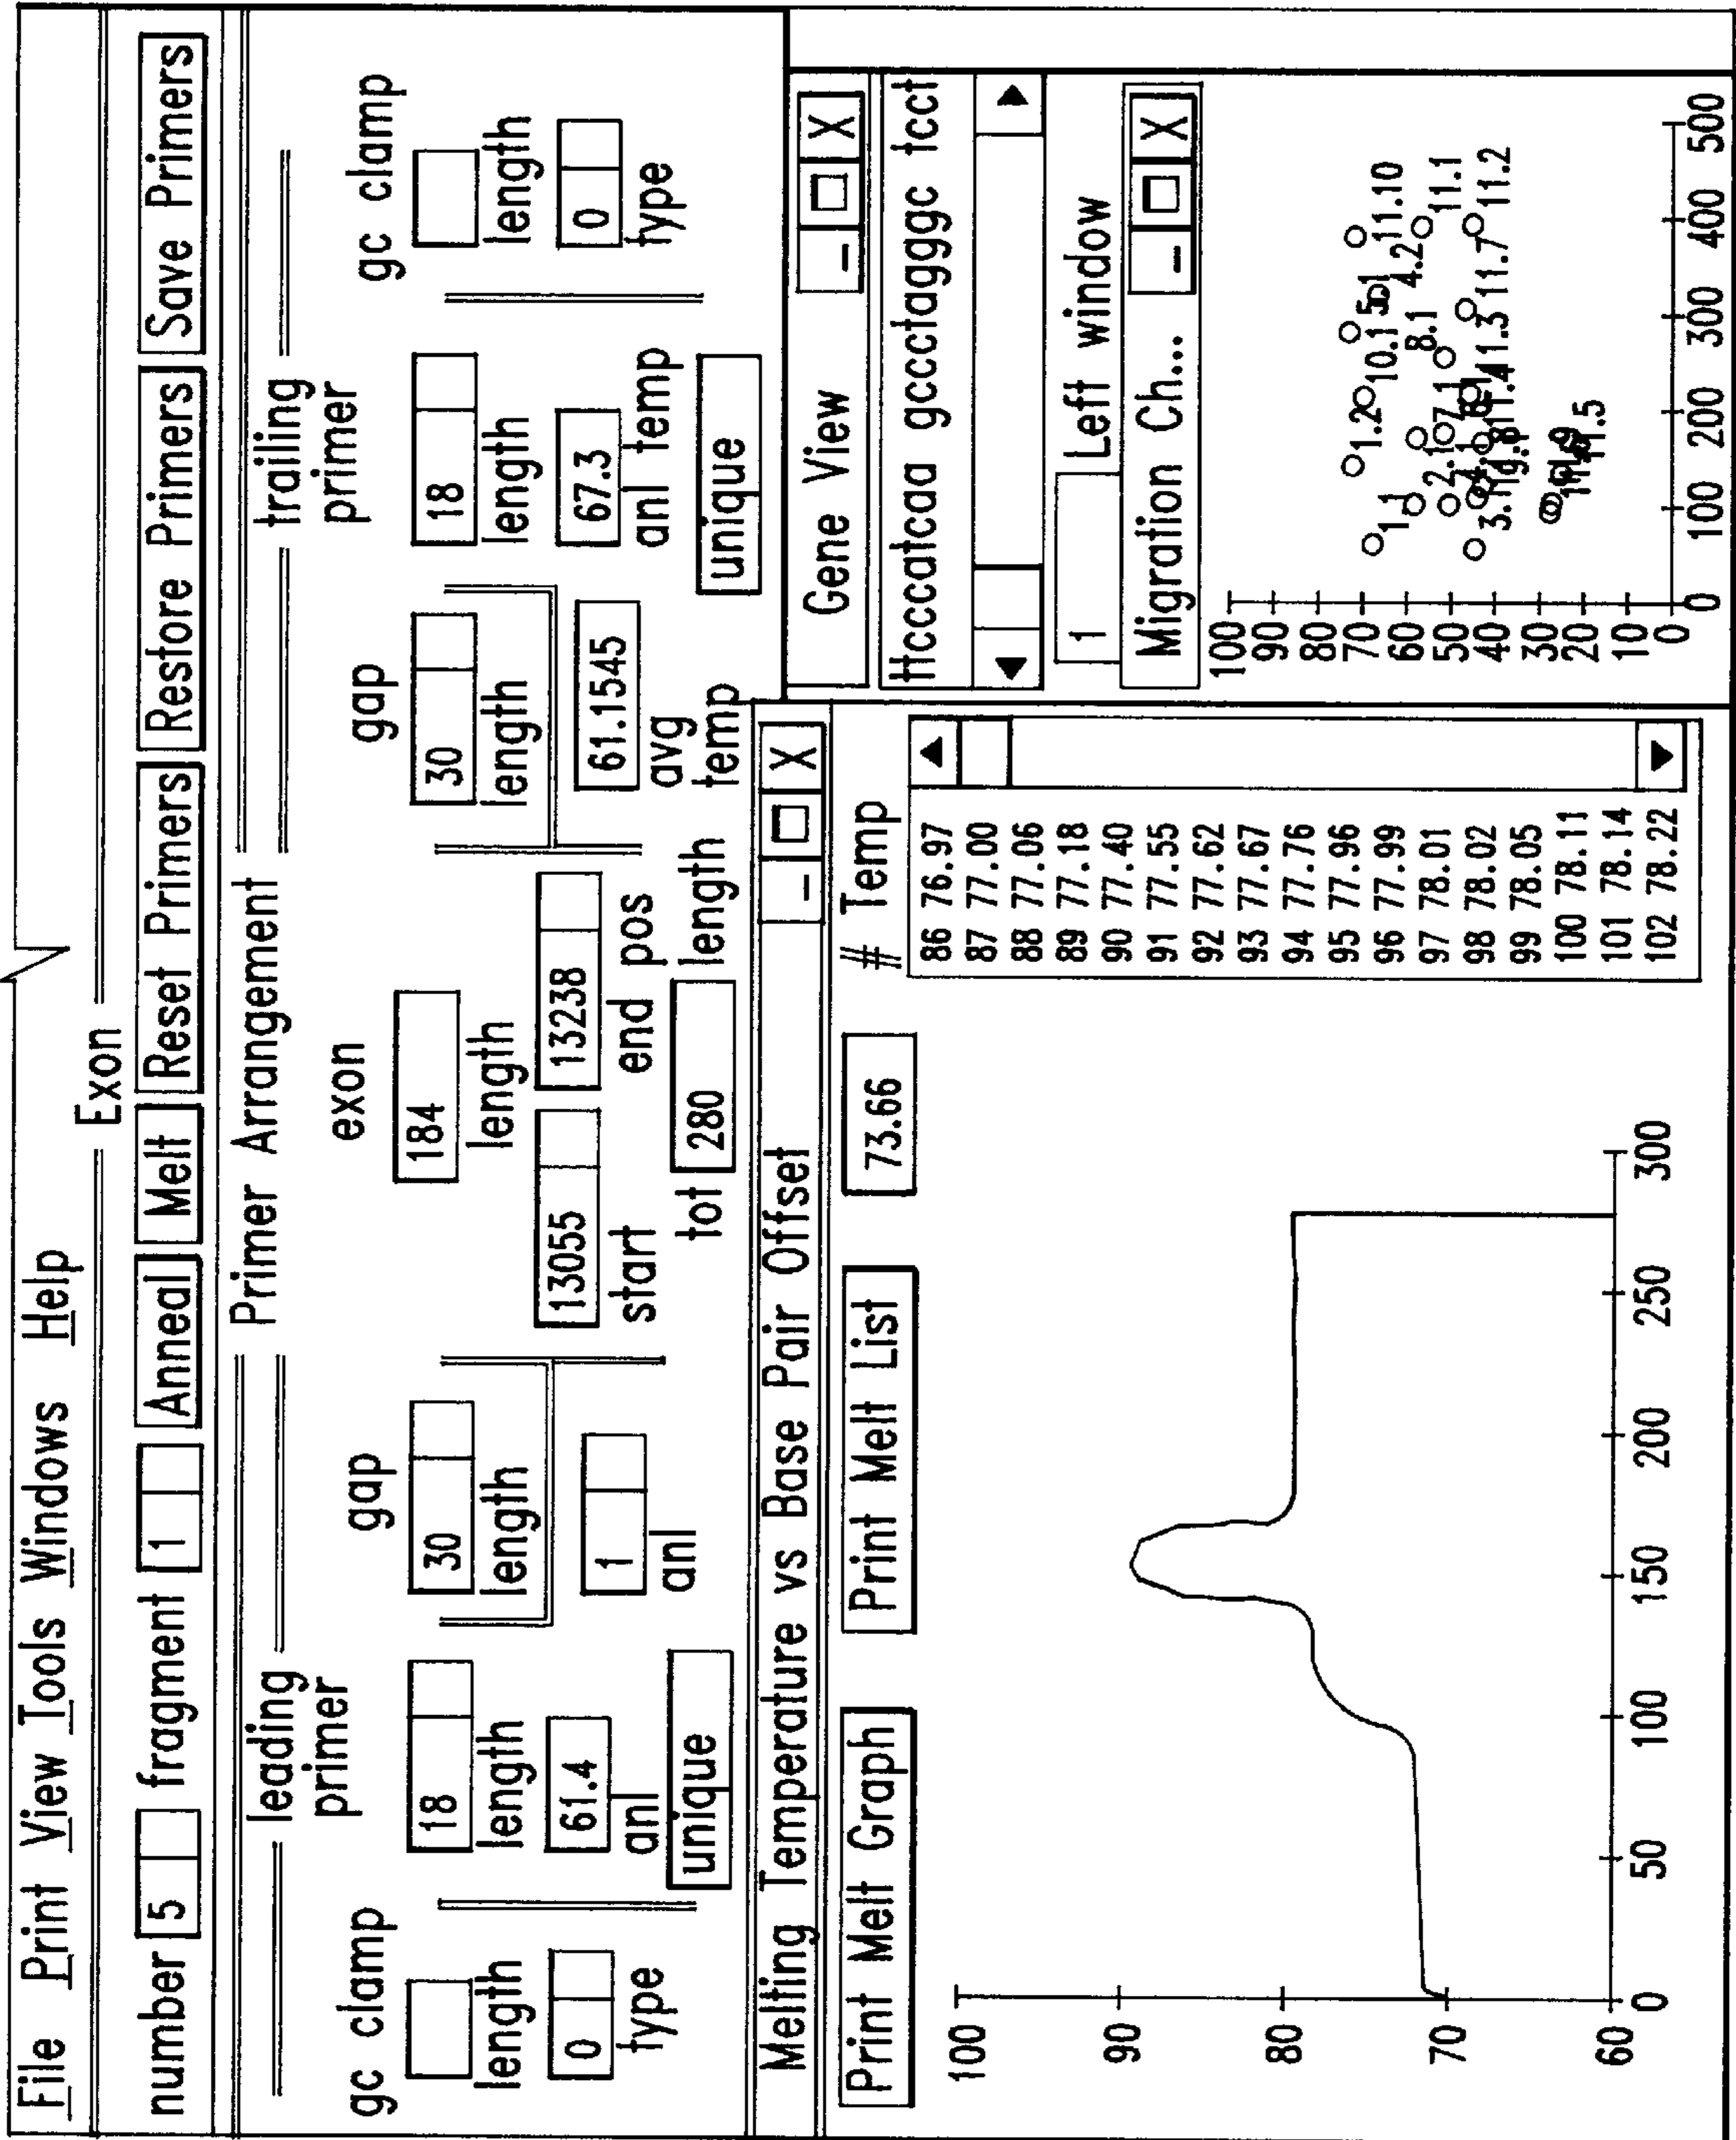 File Print View Tools Windows Help
Exon
number 5 fragment 1 Anneal Melt Reset Primers Restore Primers Save Primers
Primer Arrangement
gc clamp
length
0
type
leading
primer
18
length
61.4
anl
unique
gap
30
length
1
anl
exon
184
length
13055
start
13238
end pos
tot 280 length
gap
30
length
61.1545
avg
temp
trailing
primer
18
length
67.3
anl temp
unique
gc clamp
length
0
type
Melting Temperature vs Base Pair Offset
– □ X
Print Melt Graph Print Melt List 73.66
100
90
80
70
60
0 50 100 150 200 250 300
# Temp
86 76.97
87 77.00
88 77.06
89 77.18
90 77.40
91 77.55
92 77.62
93 77.67
94 77.76
95 77.96
96 77.99
97 78.01
98 78.02
99 78.05
100 78.11
101 78.14
102 78.22
Gene View – □ X
ttcccatcaa gccctagggc tcct
1 Left window
Migration Ch... – □ X
100
90
80
70
60
50
40
30
20
10
0
0 100 200 300 400 500
1.1
1.2
10.1
5.1
4.2
11.10
2.1
7.1
8.1
11.1
3.1
11.3
11.7
11.2
11.4
11.5